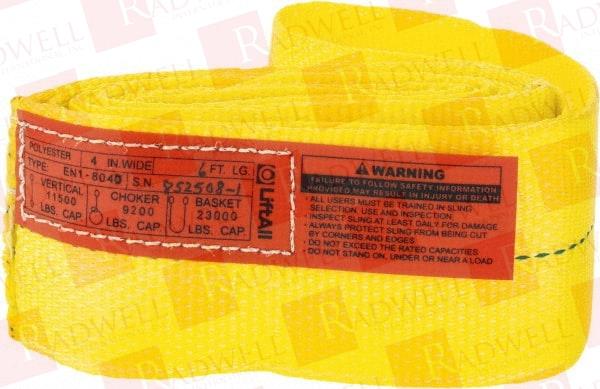 POLYESTER 4 IN. WIDE 6 FT. LG.
TYPE: EN1-804D S.N. 852508-1
VERTICAL CHOKER BASKET
11500 9200 23000
LBS. CAP. LBS. CAP. LBS. CAP.
LiftAll
WARNING
FAILURE TO FOLLOW SAFETY INFORMATION
PROVIDED MAY RESULT IN INJURY OR DEATH
· ALL USERS MUST BE TRAINED IN SLING
SELECTION, USE AND INSPECTION.
· INSPECT SLING AT LEAST DAILY FOR DAMAGE
· ALWAYS PROTECT SLING FROM BEING CUT
BY CORNERS AND EDGES
· DO NOT EXCEED THE RATED CAPACITIES
· DO NOT STAND ON, UNDER OR NEAR A LOAD
RADWELL